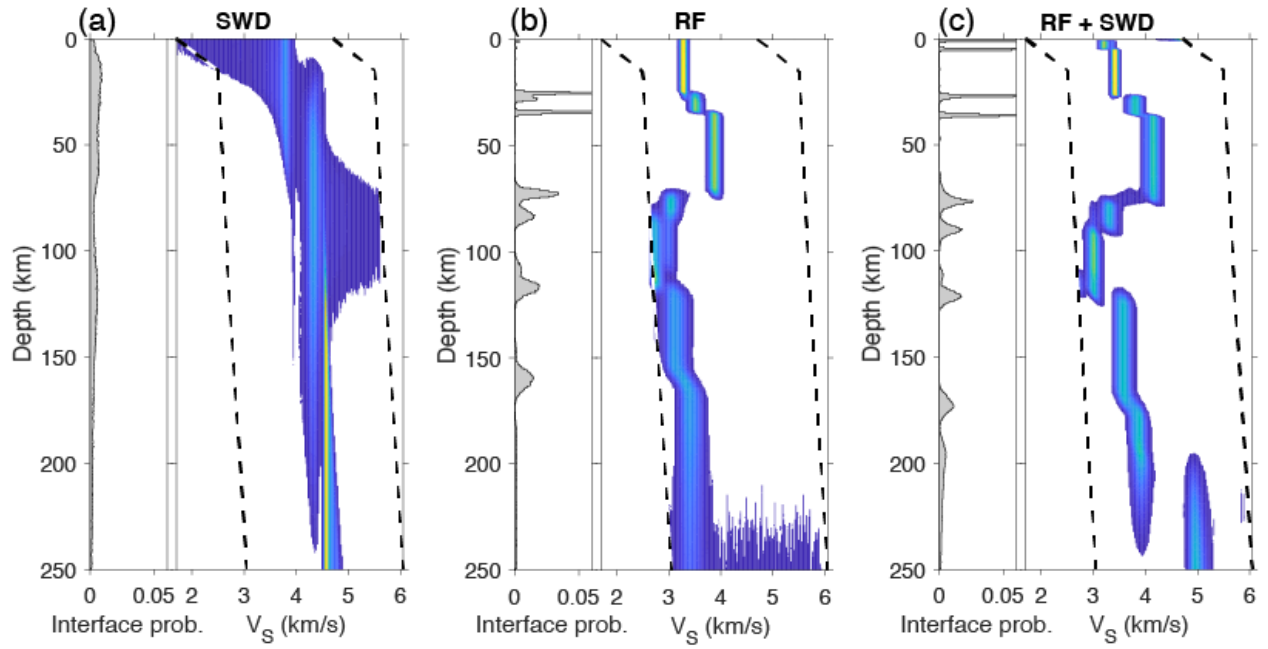 (a) SWD
(b) RF
(c) RF + SWD
0
50
100
150
200
250
Depth (km)
0 0.05 2 3 4 5 6
Interface prob. V_S (km/s)
0
50
100
150
200
250
Depth (km)
0 0.05 2 3 4 5 6
Interface prob. V_S (km/s)
0
50
100
150
200
250
Depth (km)
0 0.05 2 3 4 5 6
Interface prob. V_S (km/s)